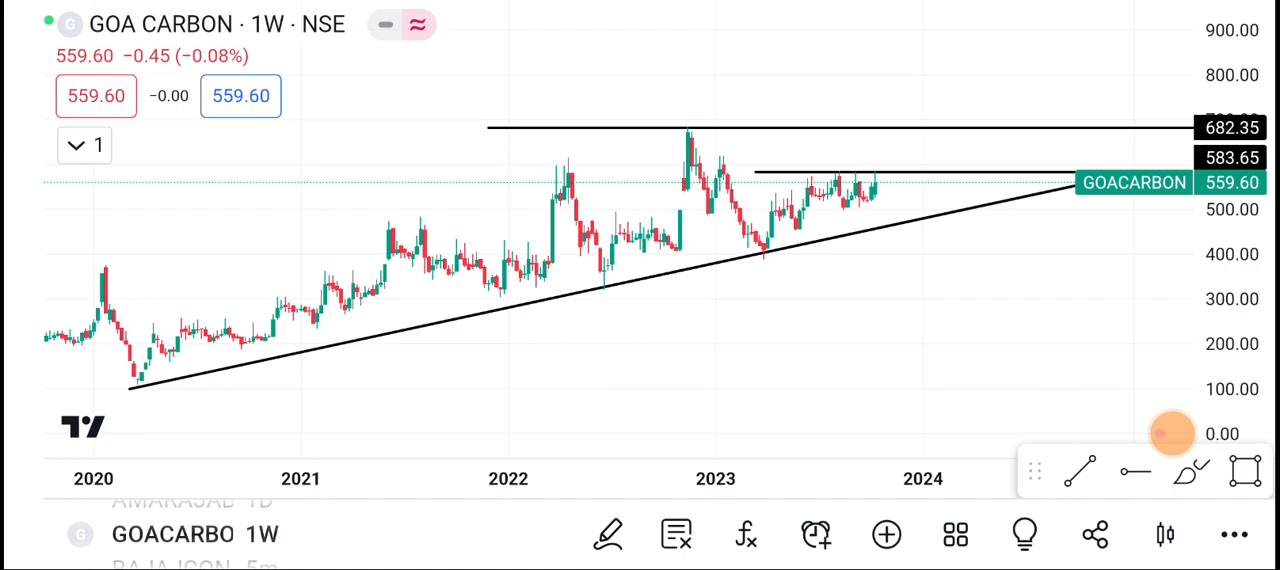 G GOA CARBON · 1W · NSE
559.60 −0.45 (−0.08%)
559.60 −0.00 559.60
1
900.00
800.00
682.35
583.65
GOACARBON 559.60
500.00
400.00
300.00
200.00
100.00
0.00
2020 2021 2022 2023 2024
G GOACARBO 1W